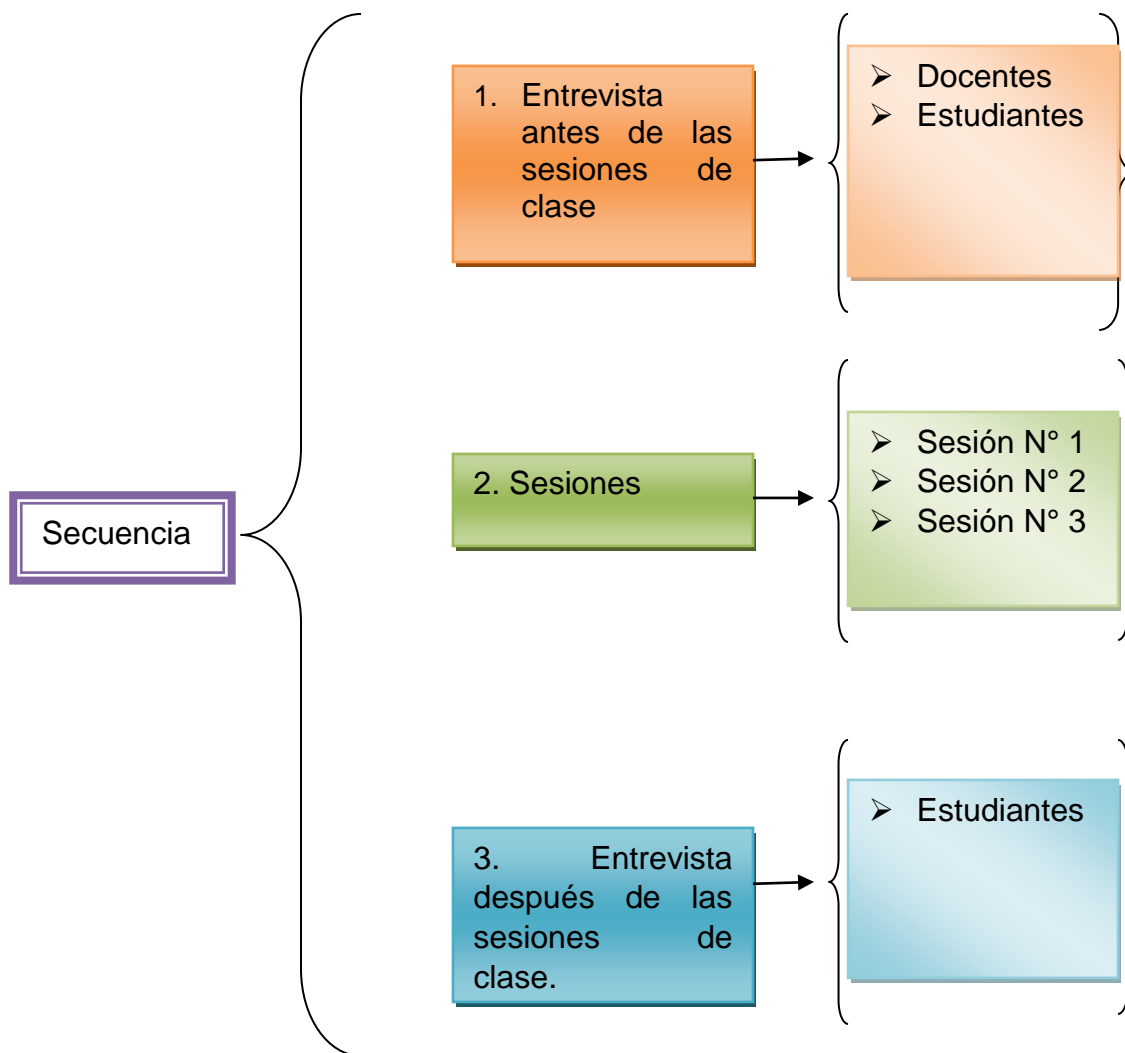 Secuencia
1. Entrevista
antes de las
sesiones de
clase
➢ Docentes
➢ Estudiantes
2. Sesiones
➢ Sesión N° 1
➢ Sesión N° 2
➢ Sesión N° 3
3. Entrevista
después de las
sesiones de
clase.
➢ Estudiantes